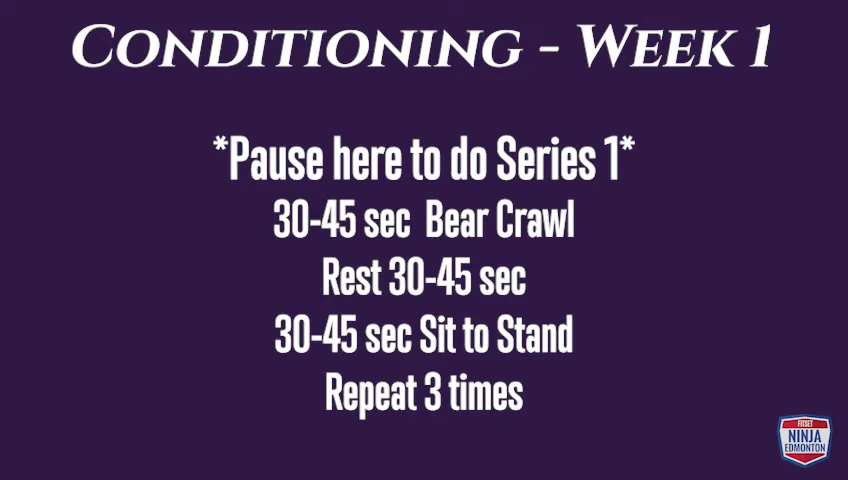 CONDITIONING - WEEK 1
*Pause here to do Series 1*
30-45 sec  Bear Crawl
Rest 30-45 sec
30-45 sec Sit to Stand
Repeat 3 times
FITSET
NINJA
EDMONTON